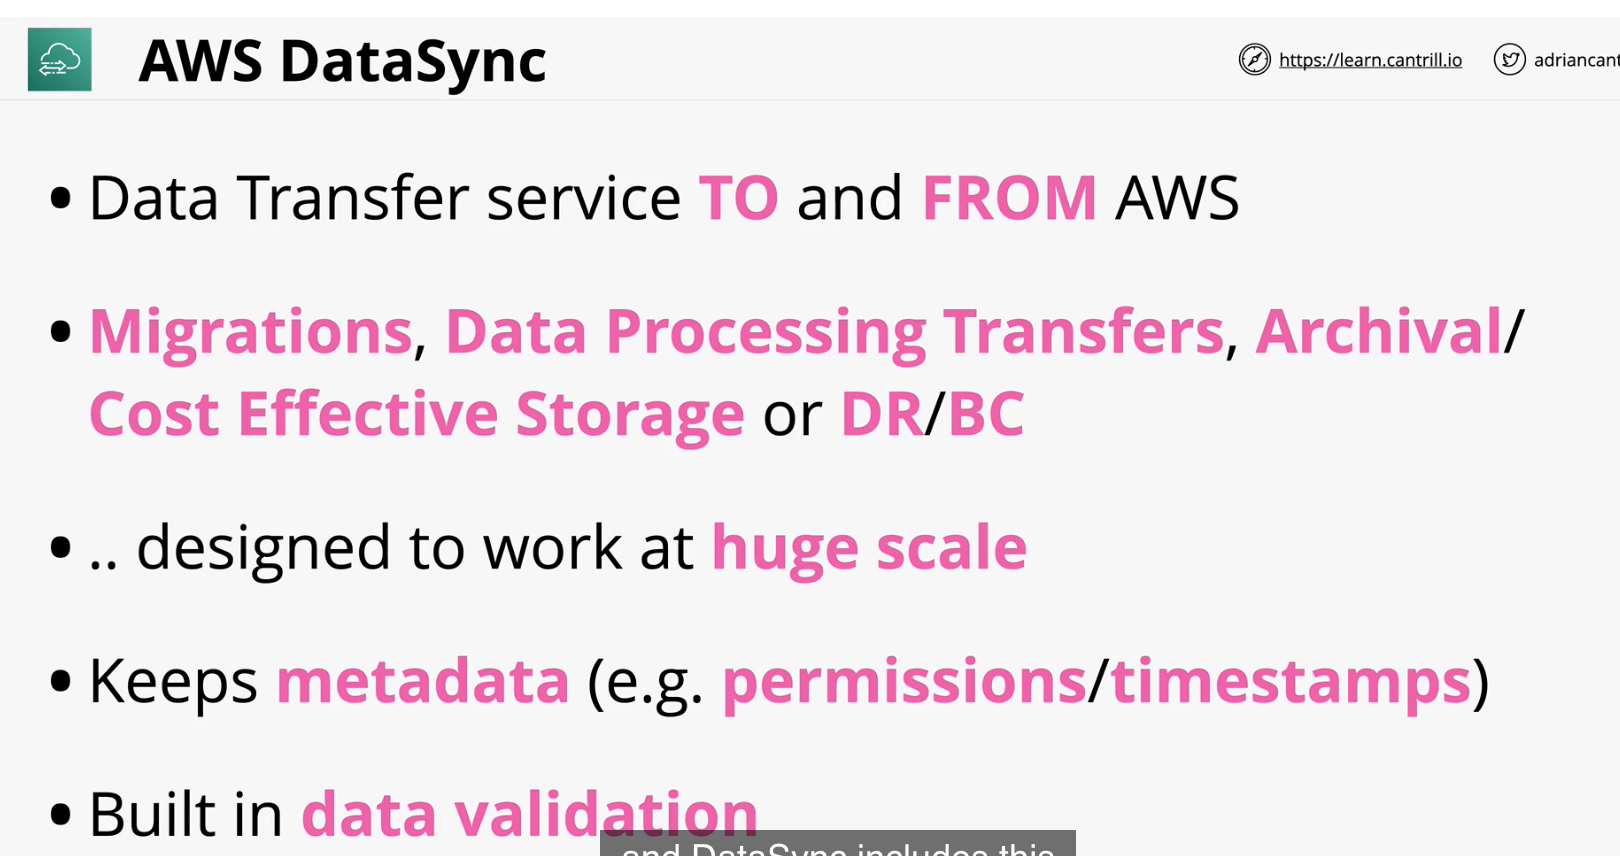 AWS DataSync
https://learn.cantrill.io
adriancant
• Data Transfer service TO and FROM AWS
• Migrations, Data Processing Transfers, Archival/
Cost Effective Storage or DR/BC
• .. designed to work at huge scale
• Keeps metadata (e.g. permissions/timestamps)
• Built in data validation
and DataSync includes this